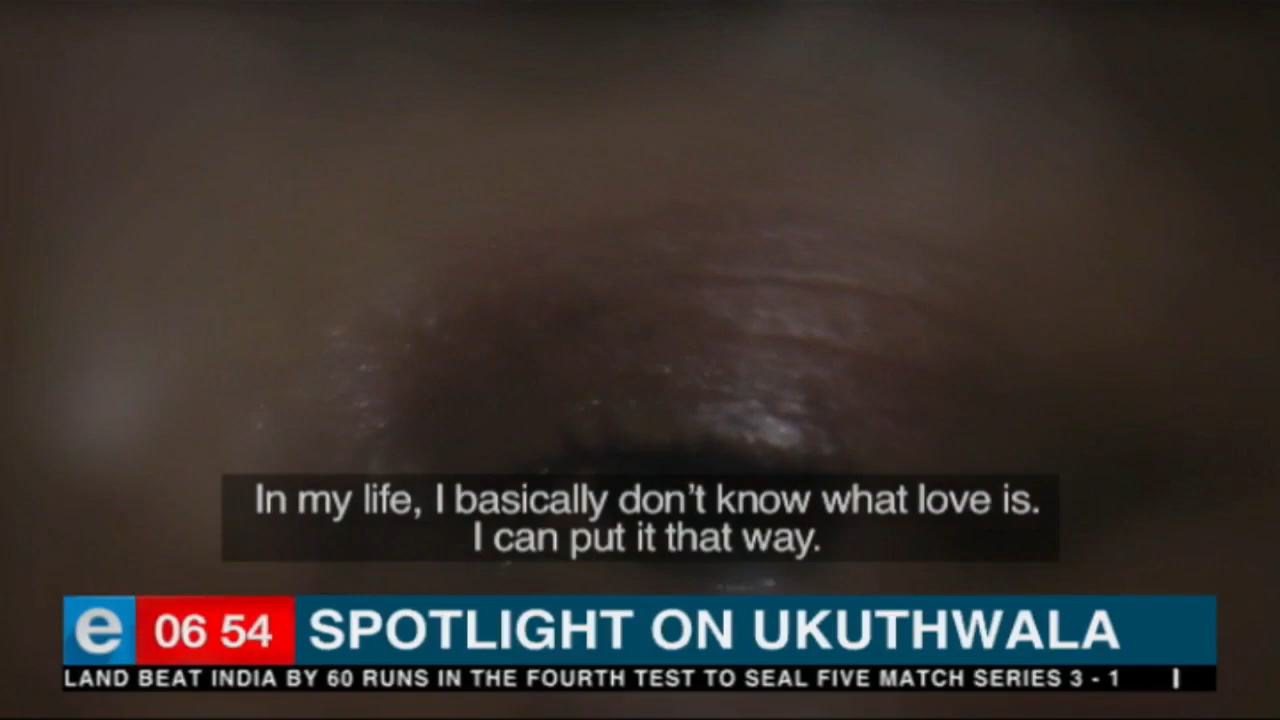 In my life, I basically don't know what love is.
I can put it that way.
e
06 54
SPOTLIGHT ON UKUTHWALA
LAND BEAT INDIA BY 60 RUNS IN THE FOURTH TEST TO SEAL FIVE MATCH SERIES 3 - 1